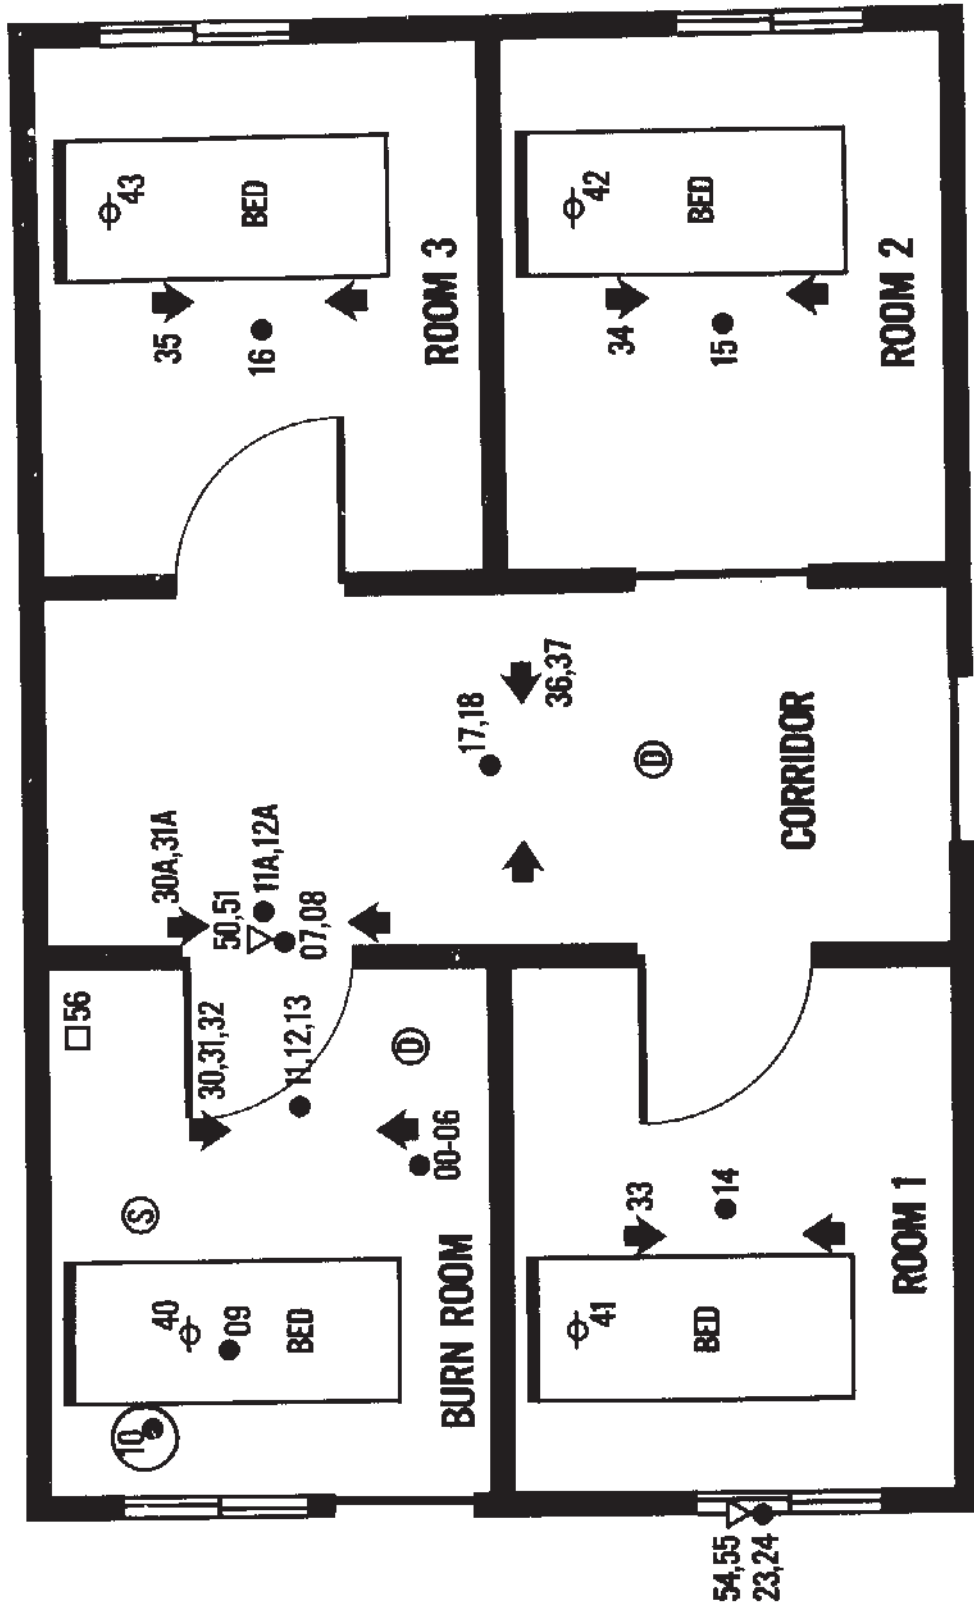 56
S
10
40
09
30,31,32
BED
11,12,13
D
00-06
BURN ROOM
30A,31A
50,51
11A,12A
07,08
17,18
36,37
D
CORRIDOR
43
35
BED
16
ROOM 3
41
33
BED
14
ROOM 1
54,55
23,24
42
34
BED
15
ROOM 2